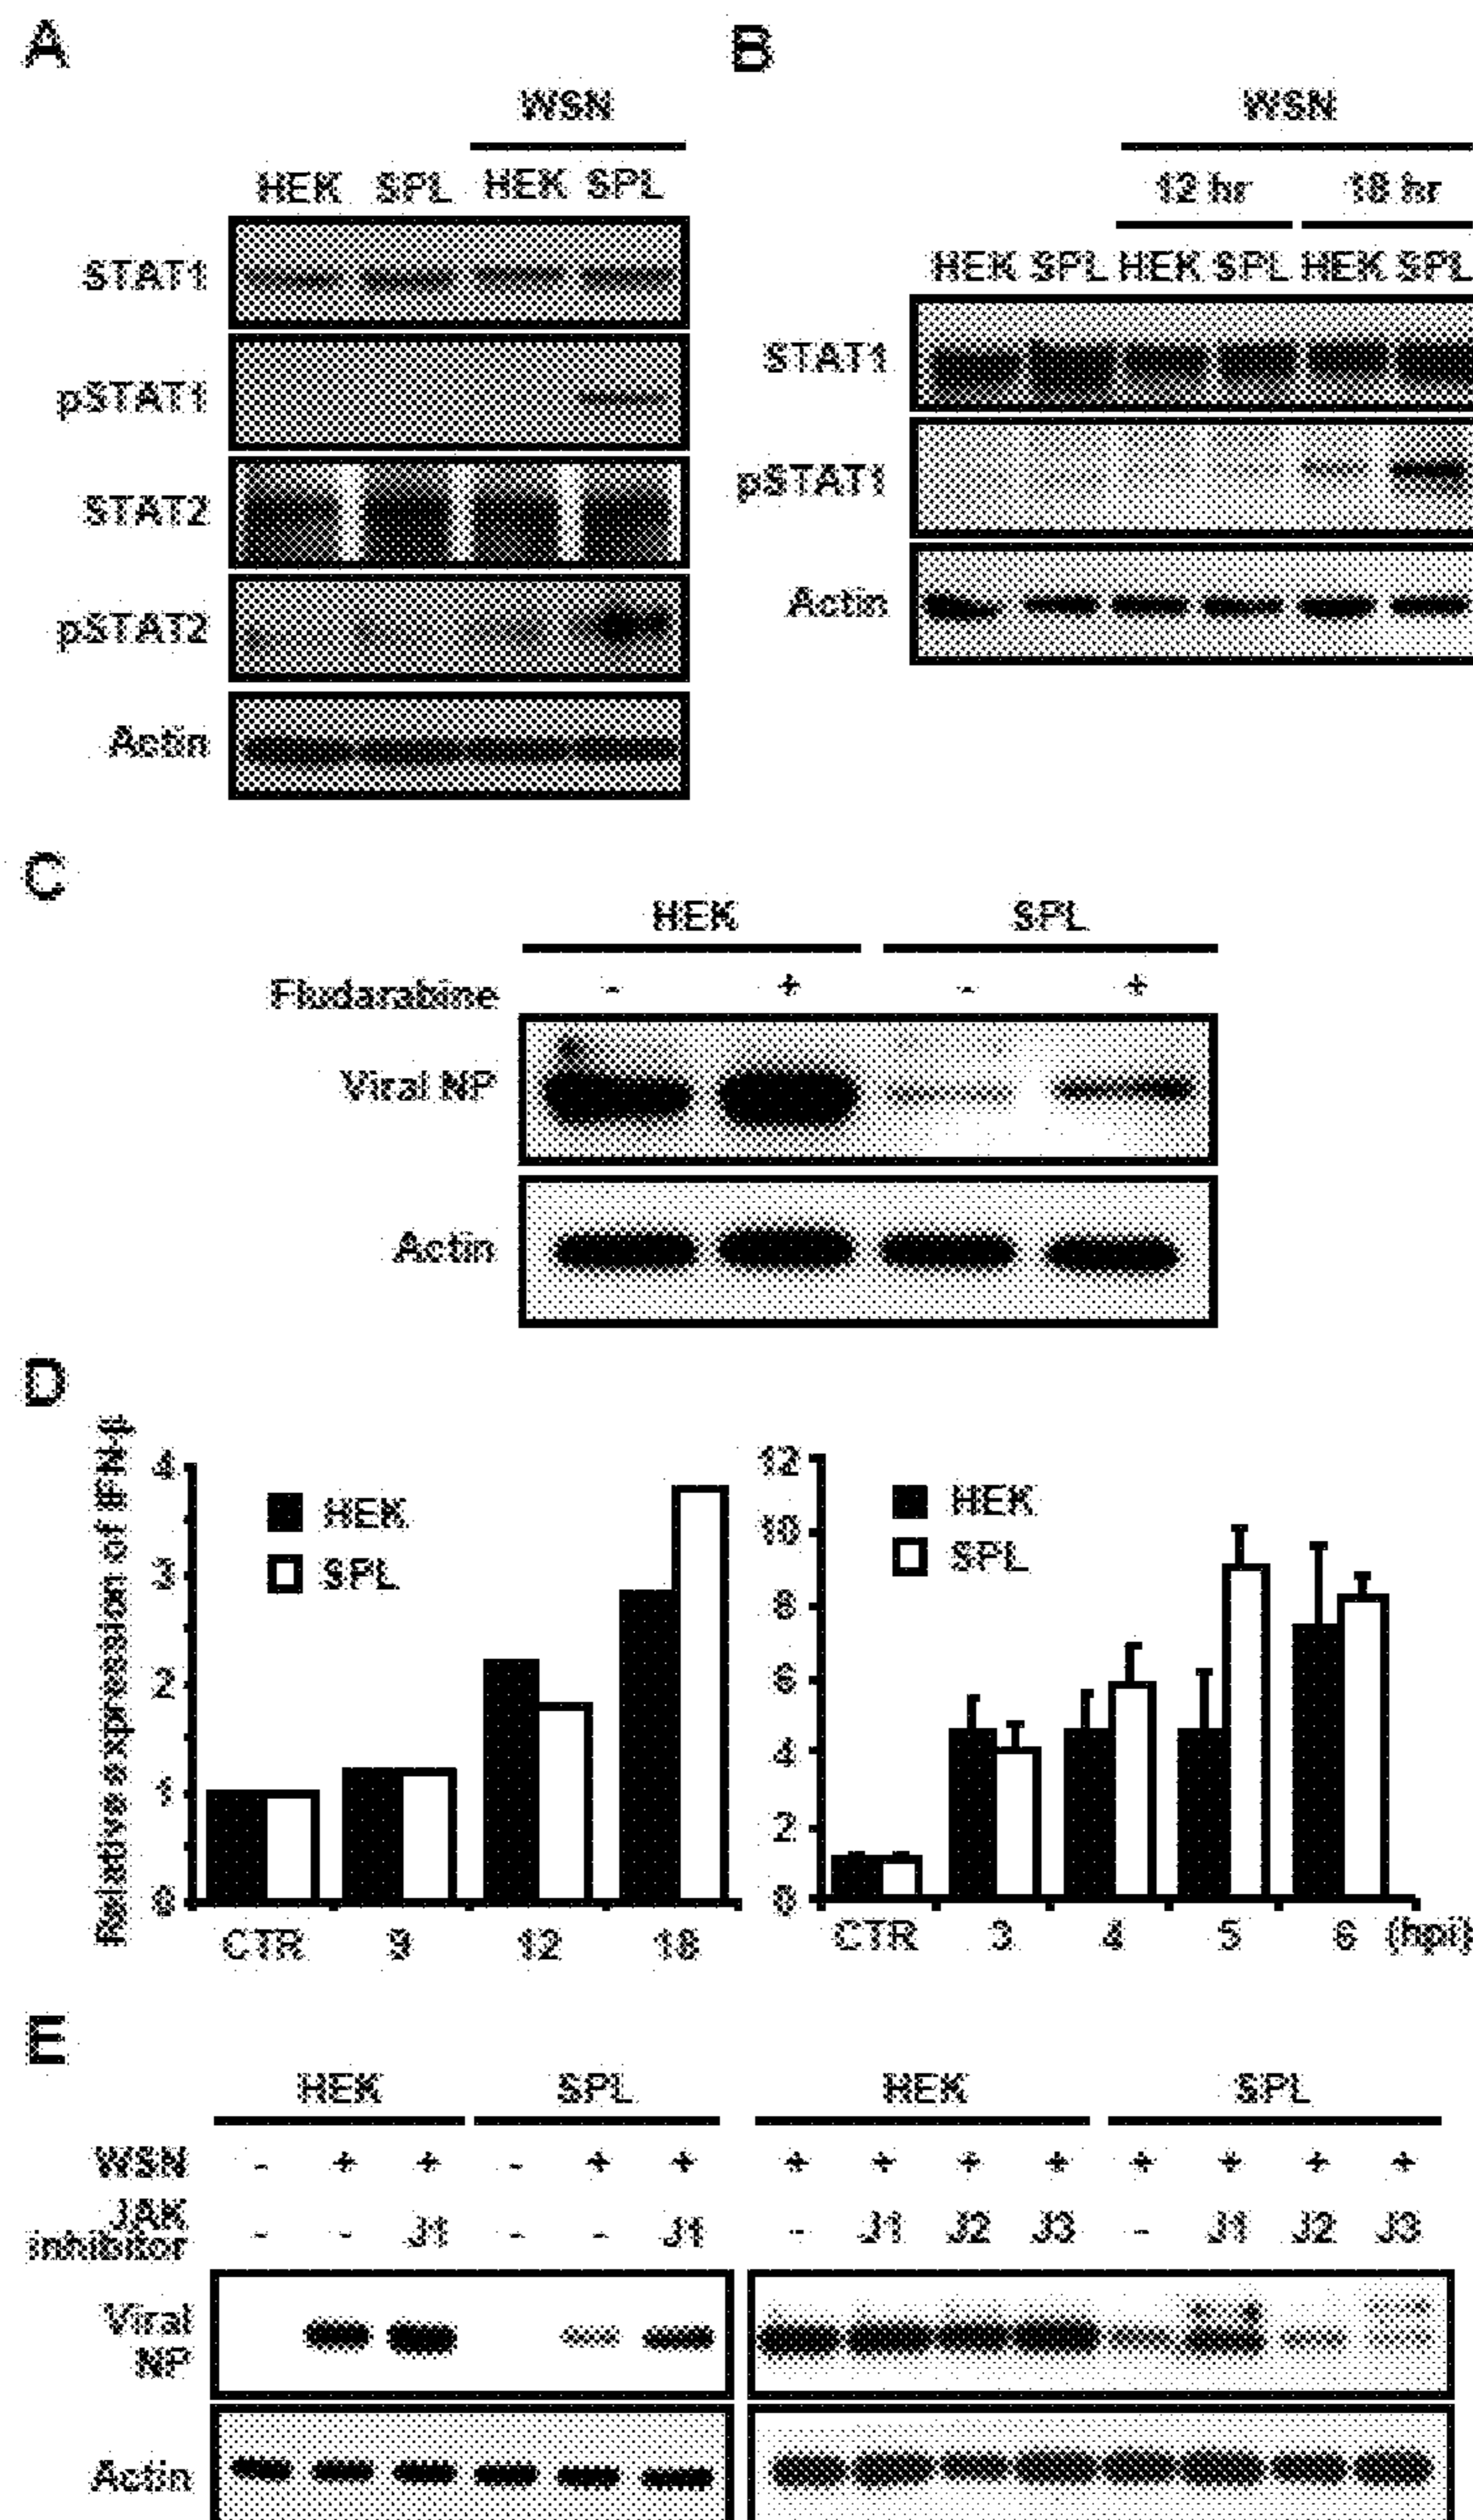 A
WSN
HEK SPL HEK SPL
STAT1
pSTAT1
STAT2
pSTAT2
Actin
B
WSN
12 hr 18 hr
HEK SPL HEK SPL HEK SPL
STAT1
pSTAT1
Actin
C
HEK SPL
Fludarabine - + - +
Viral NP
Actin
D
Relative expression of IFN-β
4
3
2
1
0
HEK
SPL
CTR 9 12 18
12
10
8
6
4
2
0
HEK
SPL
CTR 3 4 5 6 (hpi)
E
HEK SPL HEK SPL
WSN - + + - + + + + + + + + + +
JAK
inhibitor - - J1 - - J1 - J1 J2 J3 - J1 J2 J3
Viral
NP
Actin